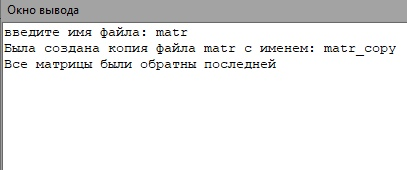 Окно вывода
введите имя файла: matr
Была создана копия файла matr с именем: matr_copy
Все матрицы были обратны последней